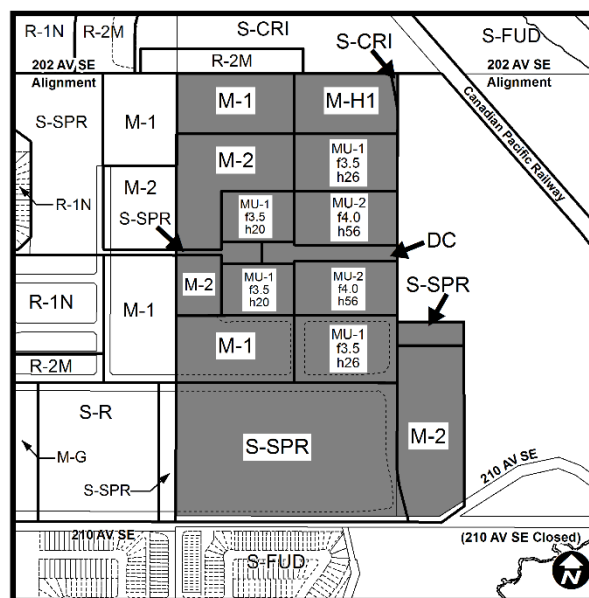 R-1N
R-2M
S-CRI
S-CRI
S-FUD
R-2M
202 AV SE
Alignment
202 AV SE
Alignment
S-SPR
M-1
M-1
M-H1
Canadian Pacific Railway
M-2
M-2
MU-1
f3.5
h26
R-1N
S-SPR
MU-1
f3.5
h20
MU-2
f4.0
h56
DC
S-SPR
R-1N
M-1
M-2
MU-1
f3.5
h20
MU-2
f4.0
h56
M-1
MU-1
f3.5
h26
R-2M
S-R
M-G
S-SPR
S-SPR
M-2
210 AV SE
210 AV SE
(210 AV SE Closed)
S-FUD
N